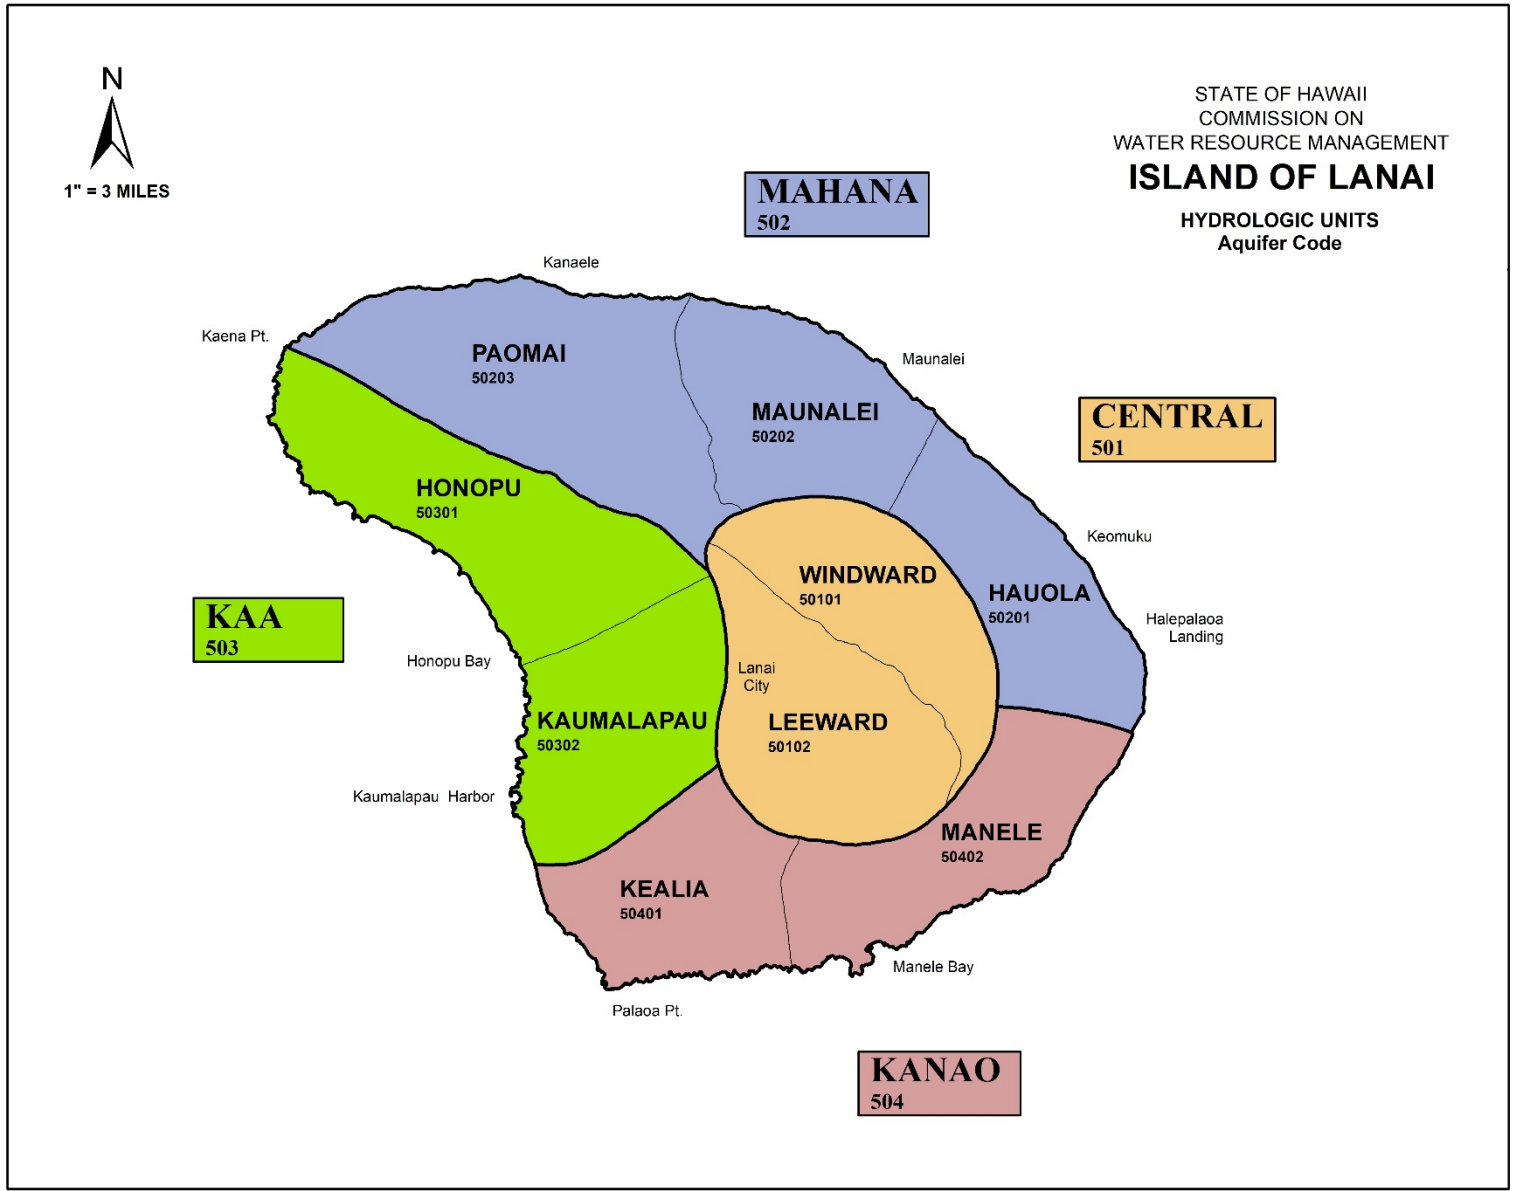 N
1" = 3 MILES
STATE OF HAWAII
COMMISSION ON
WATER RESOURCE MANAGEMENT
ISLAND OF LANAI
HYDROLOGIC UNITS
Aquifer Code
MAHANA
502
Kanaele
Kaena Pt.
PAOMAI
50203
Maunalei
MAUNALEI
50202
CENTRAL
501
HONOPU
50301
Keomuku
WINDWARD
50101
HAUOLA
50201
KAA
503
Halepalaoa
Landing
Honopu Bay
Lanai
City
KAUMALAPAU
50302
LEEWARD
50102
Kaumalapau Harbor
MANELE
50402
KEALIA
50401
Manele Bay
Palaoa Pt.
KANAO
504